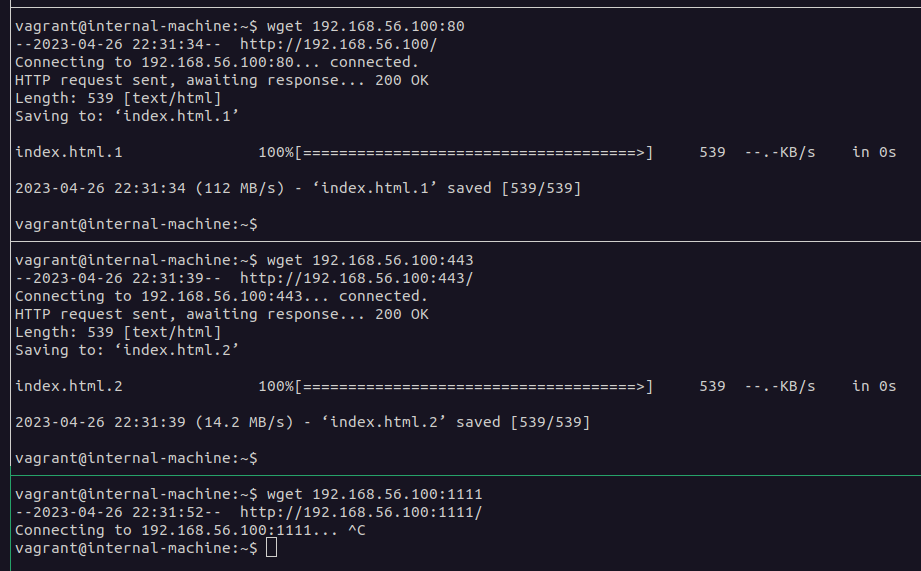 vagrant@internal-machine:~$ wget 192.168.56.100:80
--2023-04-26 22:31:34--  http://192.168.56.100/
Connecting to 192.168.56.100:80... connected.
HTTP request sent, awaiting response... 200 OK
Length: 539 [text/html]
Saving to: ‘index.html.1’
index.html.1               100%[=====================================>]     539  --.-KB/s    in 0s
2023-04-26 22:31:34 (112 MB/s) - ‘index.html.1’ saved [539/539]
vagrant@internal-machine:~$
vagrant@internal-machine:~$ wget 192.168.56.100:443
--2023-04-26 22:31:39--  http://192.168.56.100:443/
Connecting to 192.168.56.100:443... connected.
HTTP request sent, awaiting response... 200 OK
Length: 539 [text/html]
Saving to: ‘index.html.2’
index.html.2               100%[=====================================>]     539  --.-KB/s    in 0s
2023-04-26 22:31:39 (14.2 MB/s) - ‘index.html.2’ saved [539/539]
vagrant@internal-machine:~$
vagrant@internal-machine:~$ wget 192.168.56.100:1111
--2023-04-26 22:31:52--  http://192.168.56.100:1111/
Connecting to 192.168.56.100:1111... ^C
vagrant@internal-machine:~$